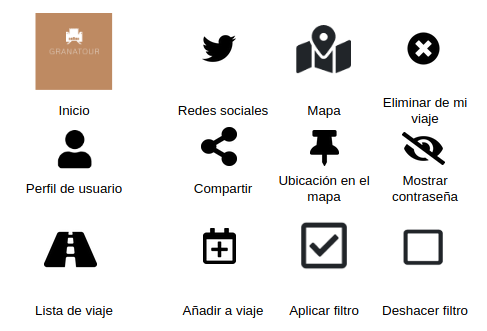 GRANATOUR
Inicio
Redes sociales
Mapa
Eliminar de mi
viaje
Perfil de usuario
Compartir
Ubicación en el
mapa
Mostrar
contraseña
Lista de viaje
Añadir a viaje
Aplicar filtro
Deshacer filtro